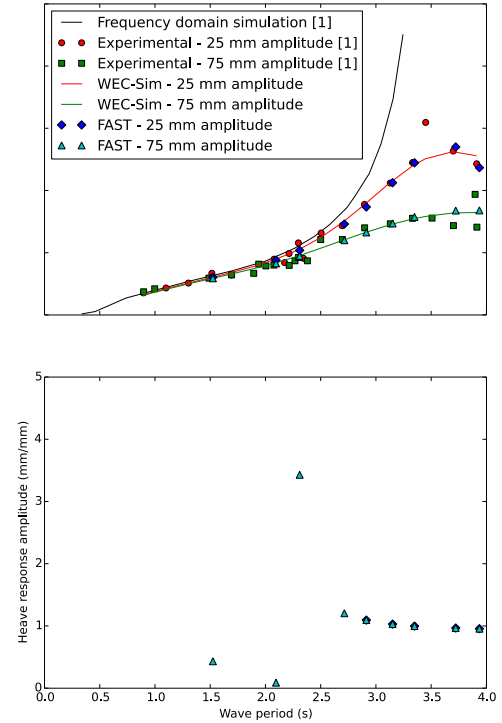 Frequency domain simulation [1]
Experimental - 25 mm amplitude [1]
Experimental - 75 mm amplitude [1]
WEC-Sim - 25 mm amplitude
WEC-Sim - 75 mm amplitude
FAST - 25 mm amplitude
FAST - 75 mm amplitude
5
4
3
2
1
0
Heave response amplitude (mm/mm)
0.0 0.5 1.0 1.5 2.0 2.5 3.0 3.5 4.0
Wave period (s)